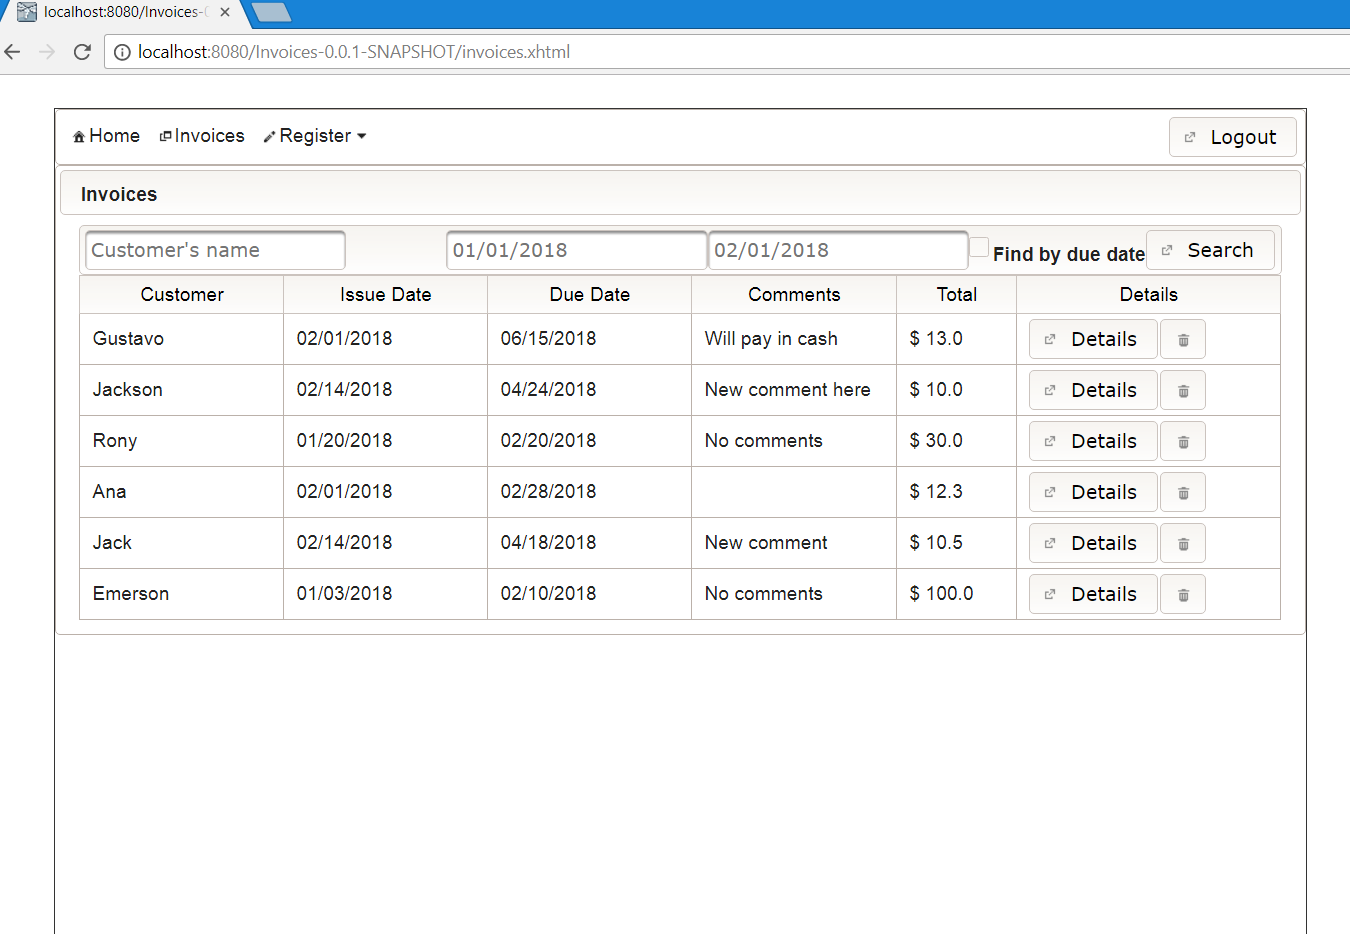 localhost:8080/Invoices-
localhost:8080/Invoices-0.0.1-SNAPSHOT/invoices.xhtml
Home Invoices Register Logout
Invoices
Customer's name 01/01/2018 02/01/2018 Find by due date Search
Customer Issue Date Due Date Comments Total Details
Gustavo 02/01/2018 06/15/2018 Will pay in cash $ 13.0 Details
Jackson 02/14/2018 04/24/2018 New comment here $ 10.0 Details
Rony 01/20/2018 02/20/2018 No comments $ 30.0 Details
Ana 02/01/2018 02/28/2018 $ 12.3 Details
Jack 02/14/2018 04/18/2018 New comment $ 10.5 Details
Emerson 01/03/2018 02/10/2018 No comments $ 100.0 Details